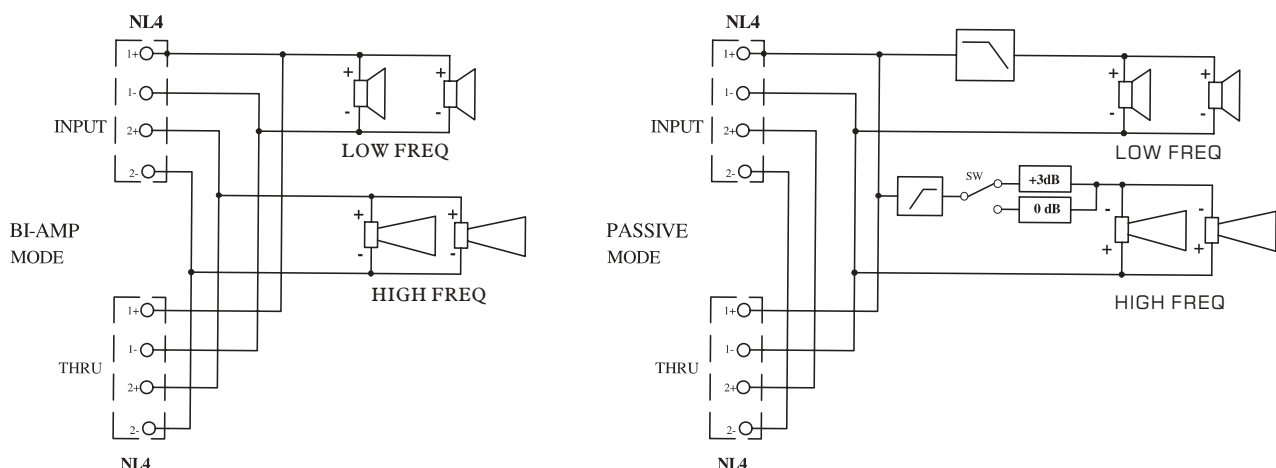 NL4
1+
1-
INPUT
2+
2-
+
-
+
-
LOW FREQ
BI-AMP
MODE
+
-
+
-
HIGH FREQ
1+
1-
THRU
2+
2-
NL4
NL4
1+
1-
INPUT
2+
2-
+
-
+
-
LOW FREQ
SW
+3dB
0 dB
PASSIVE
MODE
-
+
-
+
HIGH FREQ
1+
1-
THRU
2+
2-
NL4